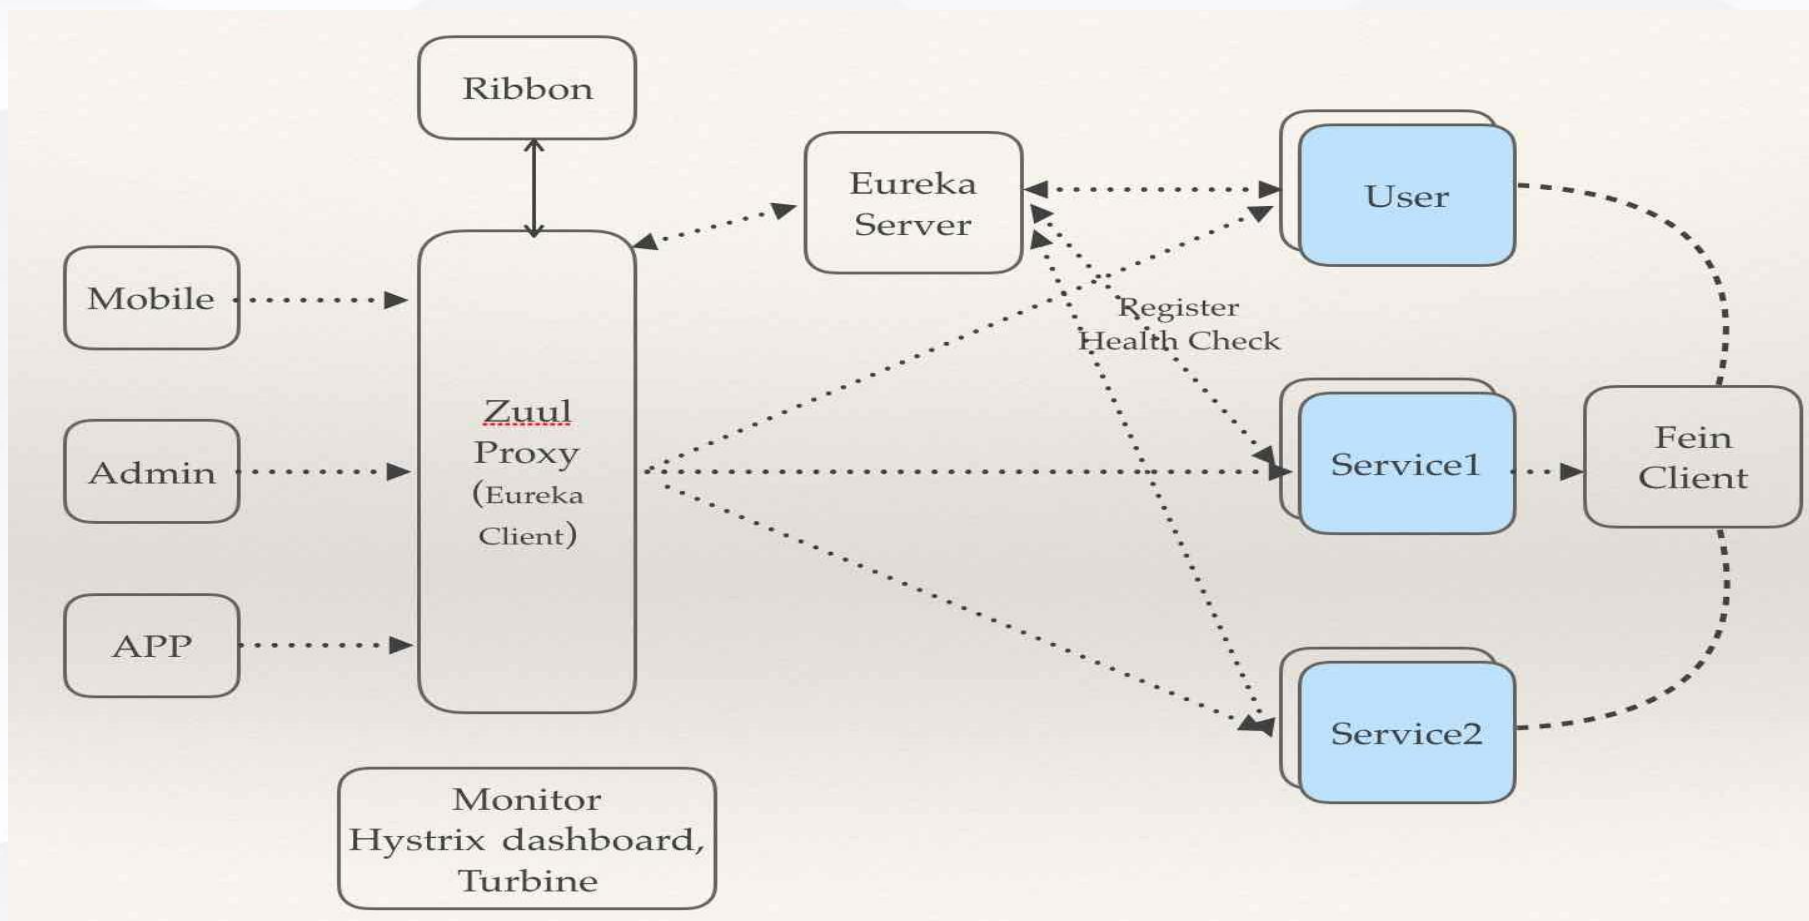 Ribbon
Eureka
Server
User
Mobile
Register
Health Check
Zuul
Proxy
(Eureka
Client)
Admin
Service1
Fein
Client
APP
Service2
Monitor
Hystrix dashboard,
Turbine